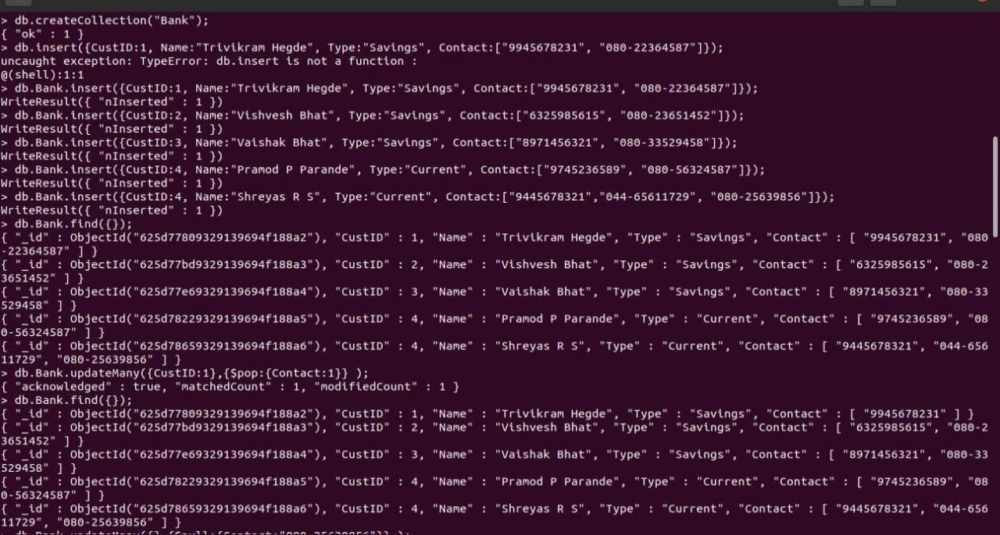 > db.createCollection("Bank");
{ "ok" : 1 }
> db.insert({CustID:1, Name:"Trivikram Hegde", Type:"Savings", Contact:["9945678231", "080-22364587"]});
uncaught exception: TypeError: db.insert is not a function :
@(shell):1:1
> db.Bank.insert({CustID:1, Name:"Trivikram Hegde", Type:"Savings", Contact:["9945678231", "080-22364587"]});
WriteResult({ "nInserted" : 1 })
> db.Bank.insert({CustID:2, Name:"Vishvesh Bhat", Type:"Savings", Contact:["6325985615", "080-23651452"]});
WriteResult({ "nInserted" : 1 })
> db.Bank.insert({CustID:3, Name:"Vaishak Bhat", Type:"Savings", Contact:["8971456321", "080-33529458"]});
WriteResult({ "nInserted" : 1 })
> db.Bank.insert({CustID:4, Name:"Pramod P Parande", Type:"Current", Contact:["9745236589", "080-56324587"]});
WriteResult({ "nInserted" : 1 })
> db.Bank.insert({CustID:4, Name:"Shreyas R S", Type:"Current", Contact:["9445678321","044-65611729", "080-25639856"]});
WriteResult({ "nInserted" : 1 })
> db.Bank.find({});
{ "_id" : ObjectId("625d77809329139694f188a2"), "CustID" : 1, "Name" : "Trivikram Hegde", "Type" : "Savings", "Contact" : [ "9945678231", "080
-22364587" ] }
{ "_id" : ObjectId("625d77bd9329139694f188a3"), "CustID" : 2, "Name" : "Vishvesh Bhat", "Type" : "Savings", "Contact" : [ "6325985615", "080-2
3651452" ] }
{ "_id" : ObjectId("625d77e69329139694f188a4"), "CustID" : 3, "Name" : "Vaishak Bhat", "Type" : "Savings", "Contact" : [ "8971456321", "080-33
529458" ] }
{ "_id" : ObjectId("625d78229329139694f188a5"), "CustID" : 4, "Name" : "Pramod P Parande", "Type" : "Current", "Contact" : [ "9745236589", "08
0-56324587" ] }
{ "_id" : ObjectId("625d78659329139694f188a6"), "CustID" : 4, "Name" : "Shreyas R S", "Type" : "Current", "Contact" : [ "9445678321", "044-656
11729", "080-25639856" ] }
> db.Bank.updateMany({CustID:1},{$pop:{Contact:1}} );
{ "acknowledged" : true, "matchedCount" : 1, "modifiedCount" : 1 }
> db.Bank.find({});
{ "_id" : ObjectId("625d77809329139694f188a2"), "CustID" : 1, "Name" : "Trivikram Hegde", "Type" : "Savings", "Contact" : [ "9945678231" ] }
{ "_id" : ObjectId("625d77bd9329139694f188a3"), "CustID" : 2, "Name" : "Vishvesh Bhat", "Type" : "Savings", "Contact" : [ "6325985615", "080-2
3651452" ] }
{ "_id" : ObjectId("625d77e69329139694f188a4"), "CustID" : 3, "Name" : "Vaishak Bhat", "Type" : "Savings", "Contact" : [ "8971456321", "080-33
529458" ] }
{ "_id" : ObjectId("625d78229329139694f188a5"), "CustID" : 4, "Name" : "Pramod P Parande", "Type" : "Current", "Contact" : [ "9745236589", "08
0-56324587" ] }
{ "_id" : ObjectId("625d78659329139694f188a6"), "CustID" : 4, "Name" : "Shreyas R S", "Type" : "Current", "Contact" : [ "9445678321", "044-656
11729", "080-25639856" ] }
> db.Bank.updateMany({},{$pull:{Contact:"080-25639856"}} );